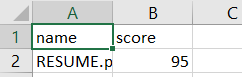 A B C
1 name score
2 RESUME.p 95